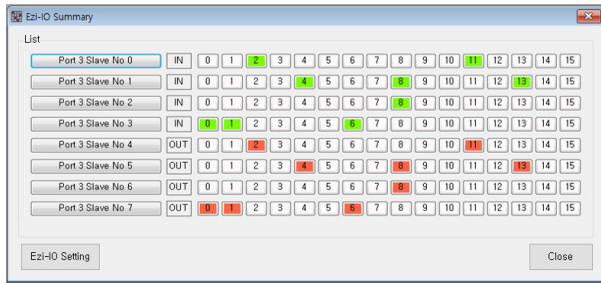 Ezi-IO Summary
List
Port 3 Slave No 0 IN 0 1 2 3 4 5 6 7 8 9 10 11 12 13 14 15
Port 3 Slave No 1 IN 0 1 2 3 4 5 6 7 8 9 10 11 12 13 14 15
Port 3 Slave No 2 IN 0 1 2 3 4 5 6 7 8 9 10 11 12 13 14 15
Port 3 Slave No 3 IN 0 1 2 3 4 5 6 7 8 9 10 11 12 13 14 15
Port 3 Slave No 4 OUT 0 1 2 3 4 5 6 7 8 9 10 11 12 13 14 15
Port 3 Slave No 5 OUT 0 1 2 3 4 5 6 7 8 9 10 11 12 13 14 15
Port 3 Slave No 6 OUT 0 1 2 3 4 5 6 7 8 9 10 11 12 13 14 15
Port 3 Slave No 7 OUT 0 1 2 3 4 5 6 7 8 9 10 11 12 13 14 15
Ezi-IO Setting Close